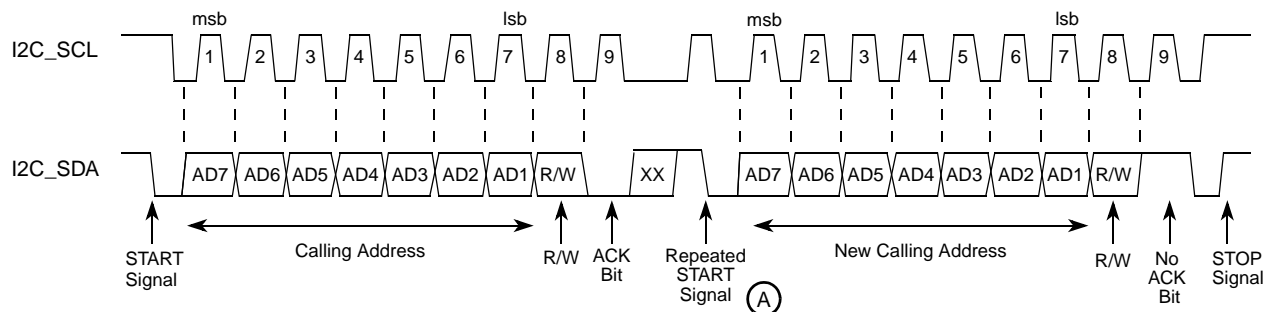 msb lsb msb lsb
I2C_SCL 1 2 3 4 5 6 7 8 9 1 2 3 4 5 6 7 8 9
I2C_SDA AD7 AD6 AD5 AD4 AD3 AD2 AD1 R/W XX AD7 AD6 AD5 AD4 AD3 AD2 AD1 R/W
START
Signal
Calling Address
R/W
ACK
Bit
Repeated
START
Signal
A
New Calling Address
R/W
No
ACK
Bit
STOP
Signal